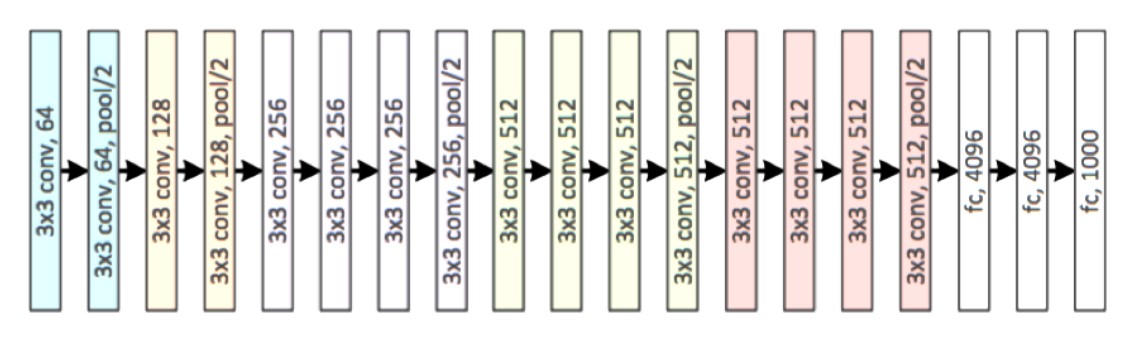 3x3 conv, 64
3x3 conv, 64, pool/2
3x3 conv, 128
3x3 conv, 128, pool/2
3x3 conv, 256
3x3 conv, 256
3x3 conv, 256
3x3 conv, 256, pool/2
3x3 conv, 512
3x3 conv, 512
3x3 conv, 512
3x3 conv, 512, pool/2
3x3 conv, 512
3x3 conv, 512
3x3 conv, 512
3x3 conv, 512, pool/2
fc, 4096
fc, 4096
fc, 1000